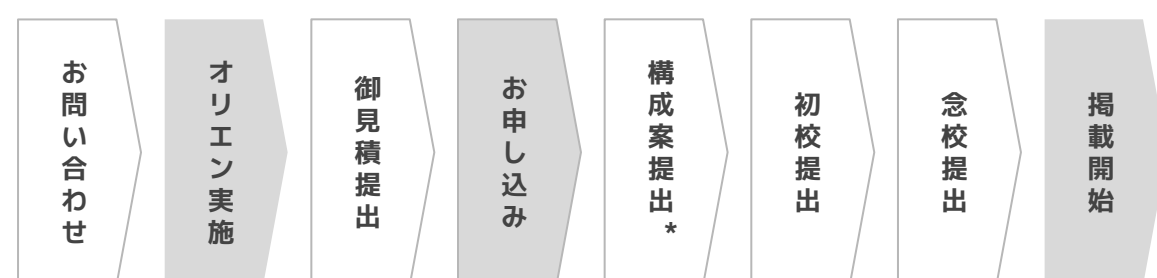 お問い合わせ
オリエン実施
御見積提出
お申し込み
構成案提出*
初校提出
念校提出
掲載開始